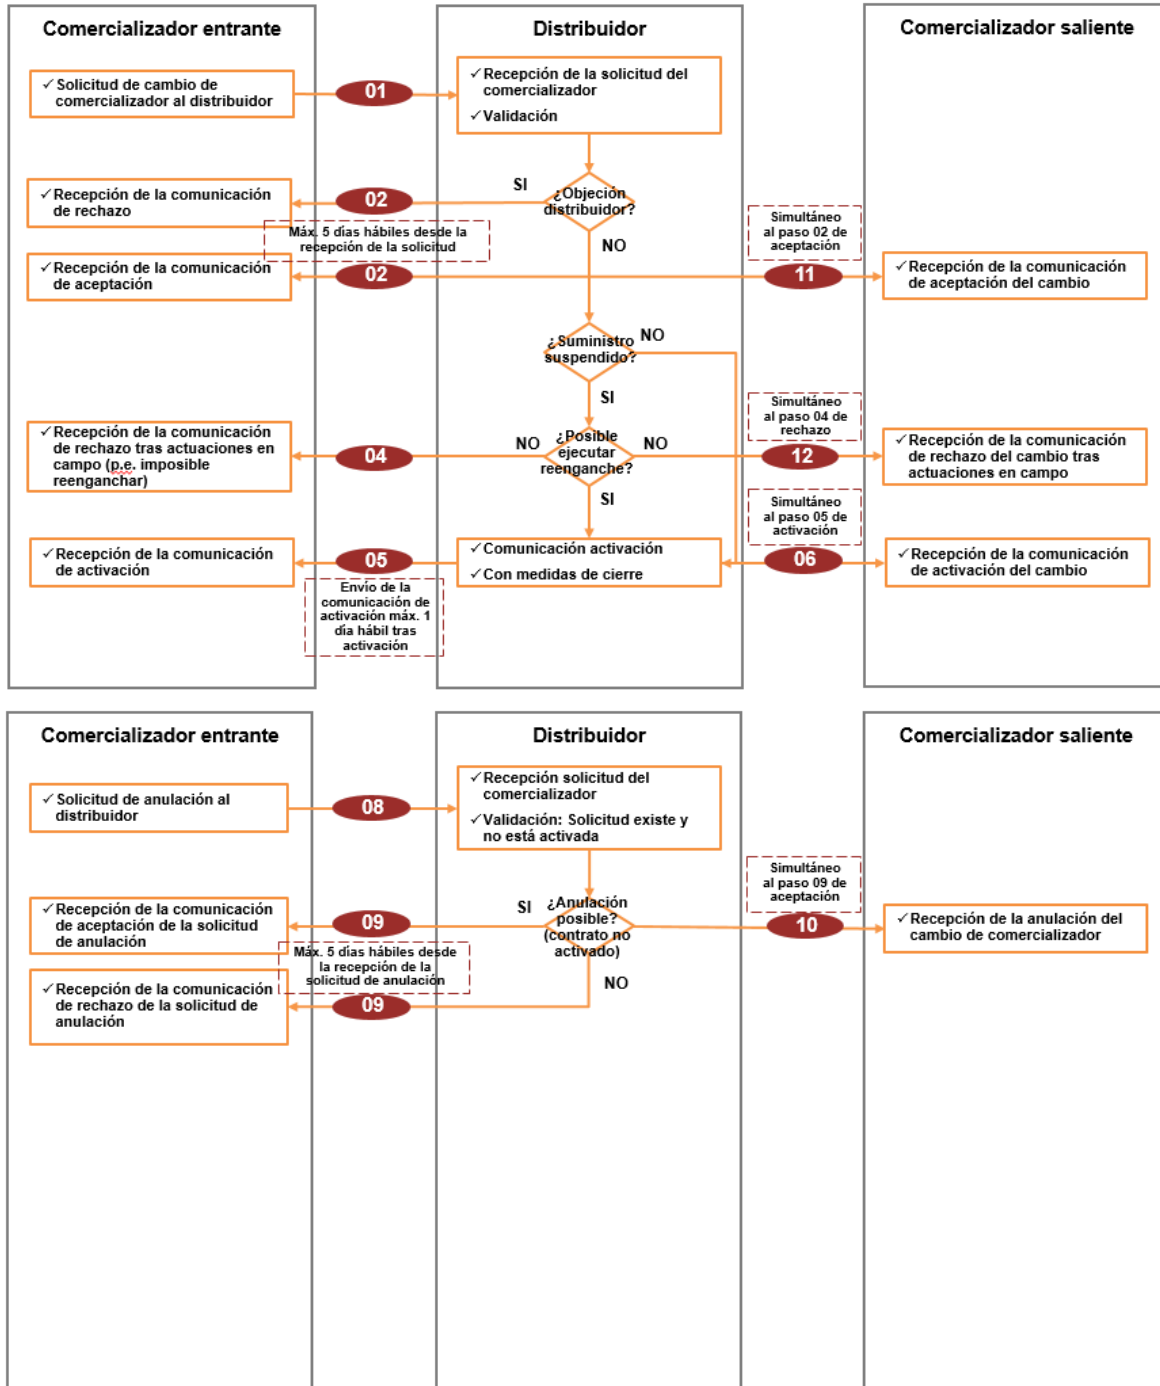 Comercializador entrante
Distribuidor
Comercializador saliente
✓ Solicitud de cambio de
comercializador al distribuidor
01
✓ Recepción de la solicitud del
comercializador
✓ Validación
✓ Recepción de la comunicación
de rechazo
02
SI
¿Objeción
distribuidor?
Máx. 5 días hábiles desde la
recepción de la solicitud
NO
Simultáneo
al paso 02 de
aceptación
✓ Recepción de la comunicación
de aceptación
02
11
✓ Recepción de la comunicación
de aceptación del cambio
¿Suministro
suspendido?
NO
SI
Simultáneo
al paso 04 de
rechazo
✓ Recepción de la comunicación
de rechazo tras actuaciones en
campo (p.e. imposible
reenganchar)
04
NO
¿Posible
ejecutar
reenganche?
NO
12
✓ Recepción de la comunicación
de rechazo del cambio tras
actuaciones en campo
SI
Simultáneo
al paso 05 de
activación
✓ Recepción de la comunicación
de activación
05
✓ Comunicación activación
✓ Con medidas de cierre
06
✓ Recepción de la comunicación
de activación del cambio
Envío de la
comunicación de
activación máx. 1
día hábil tras
activación
Comercializador entrante
Distribuidor
Comercializador saliente
✓ Solicitud de anulación al
distribuidor
08
✓ Recepción solicitud del
comercializador
✓ Validación: Solicitud existe y
no está activada
Simultáneo
al paso 09 de
aceptación
✓ Recepción de la comunicación
de aceptación de la solicitud
de anulación
09
SI
¿Anulación
posible?
(contrato no
activado)
10
✓ Recepción de la anulación del
cambio de comercializador
Máx. 5 días hábiles desde
la recepción de la
solicitud de anulación
NO
✓ Recepción de la comunicación
de rechazo de la solicitud de
anulación
09